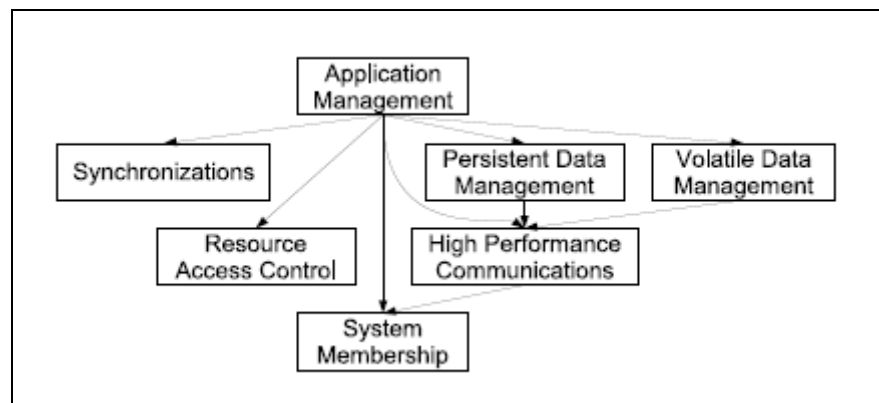 Application
Management
Synchronizations
Persistent Data
Management
Volatile Data
Management
Resource
Access Control
High Performance
Communications
System
Membership